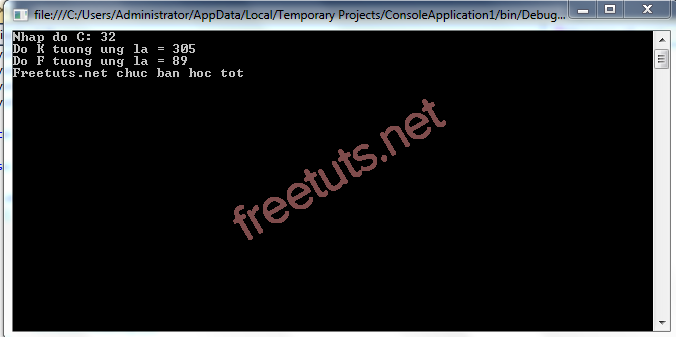 file:///C:/Users/Administrator/AppData/Local/Temporary Projects/ConsoleApplication1/bin/Debug...
Nhap do C: 32
Do K tuong ung la = 305
Do F tuong ung la = 89
Freetuts.net chuc ban hoc tot
freetuts.net